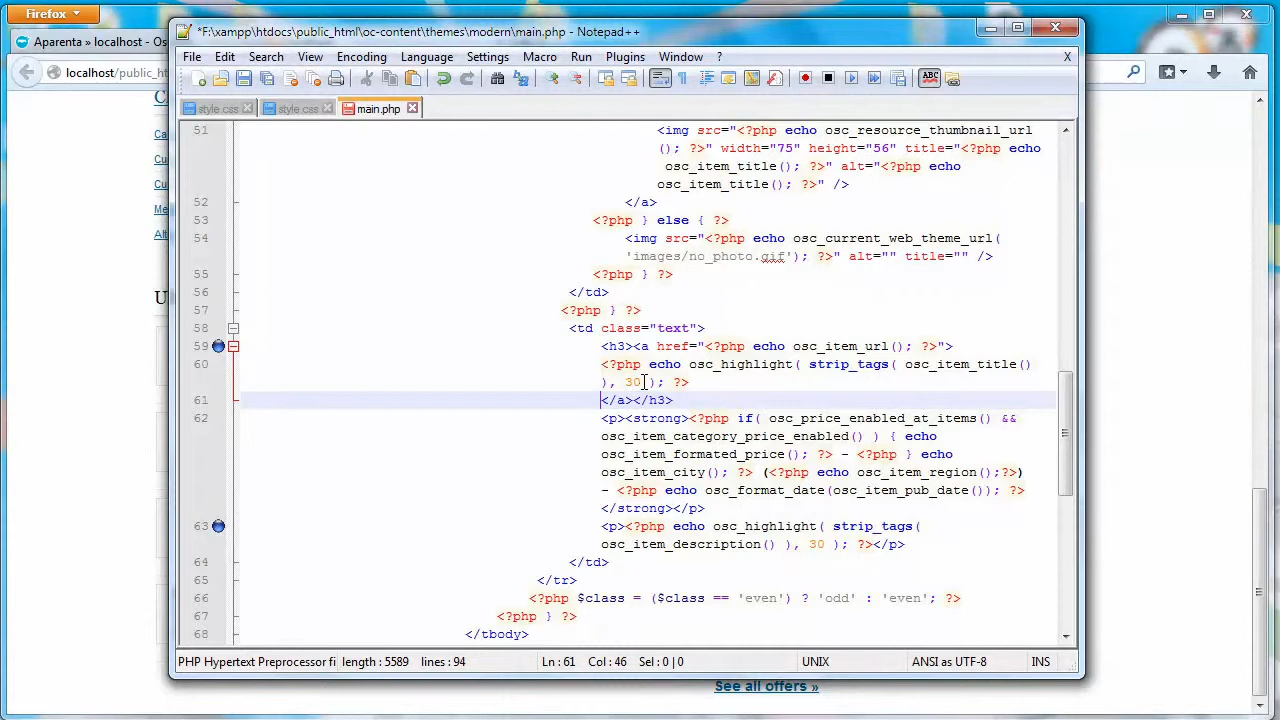 Firefox
Aparenta » localhost - Os
localhost/public_ht
*F:\xampp\htdocs\public_html\oc-content\themes\modern\main.php - Notepad++
File Edit Search View Encoding Language Settings Macro Run Plugins Window ? X
style.css style.css main.php
51 <img src="<?php echo osc_resource_thumbnail_url
(); ?>" width="75" height="56" title="<?php echo
osc_item_title(); ?>" alt="<?php echo
osc_item_title(); ?>" />
52 </a>
53 <?php } else { ?>
54 <img src="<?php echo osc_current_web_theme_url(
'images/no_photo.gif'); ?>" alt="" title="" />
55 <?php } ?>
56 </td>
57 <?php } ?>
58 <td class="text">
59 <h3><a href="<?php echo osc_item_url(); ?>">
60 <?php echo osc_highlight( strip_tags( osc_item_title()
), 30 ); ?>
61 </a></h3>
62 <p><strong><?php if( osc_price_enabled_at_items() &&
osc_item_category_price_enabled() ) { echo
osc_item_formated_price(); ?> - <?php } echo
osc_item_city(); ?> (<?php echo osc_item_region();?>)
- <?php echo osc_format_date(osc_item_pub_date()); ?>
</strong></p>
63 <p><?php echo osc_highlight( strip_tags(
osc_item_description() ), 30 ); ?></p>
64 </td>
65 </tr>
66 <?php $class = ($class == 'even') ? 'odd' : 'even'; ?>
67 <?php } ?>
68 </tbody>
PHP Hypertext Preprocessor fi length : 5589 lines : 94 Ln : 61 Col : 46 Sel : 0 | 0 UNIX ANSI as UTF-8 INS
Ca
Cu
Cu
Me
Alt
U
See all offers »